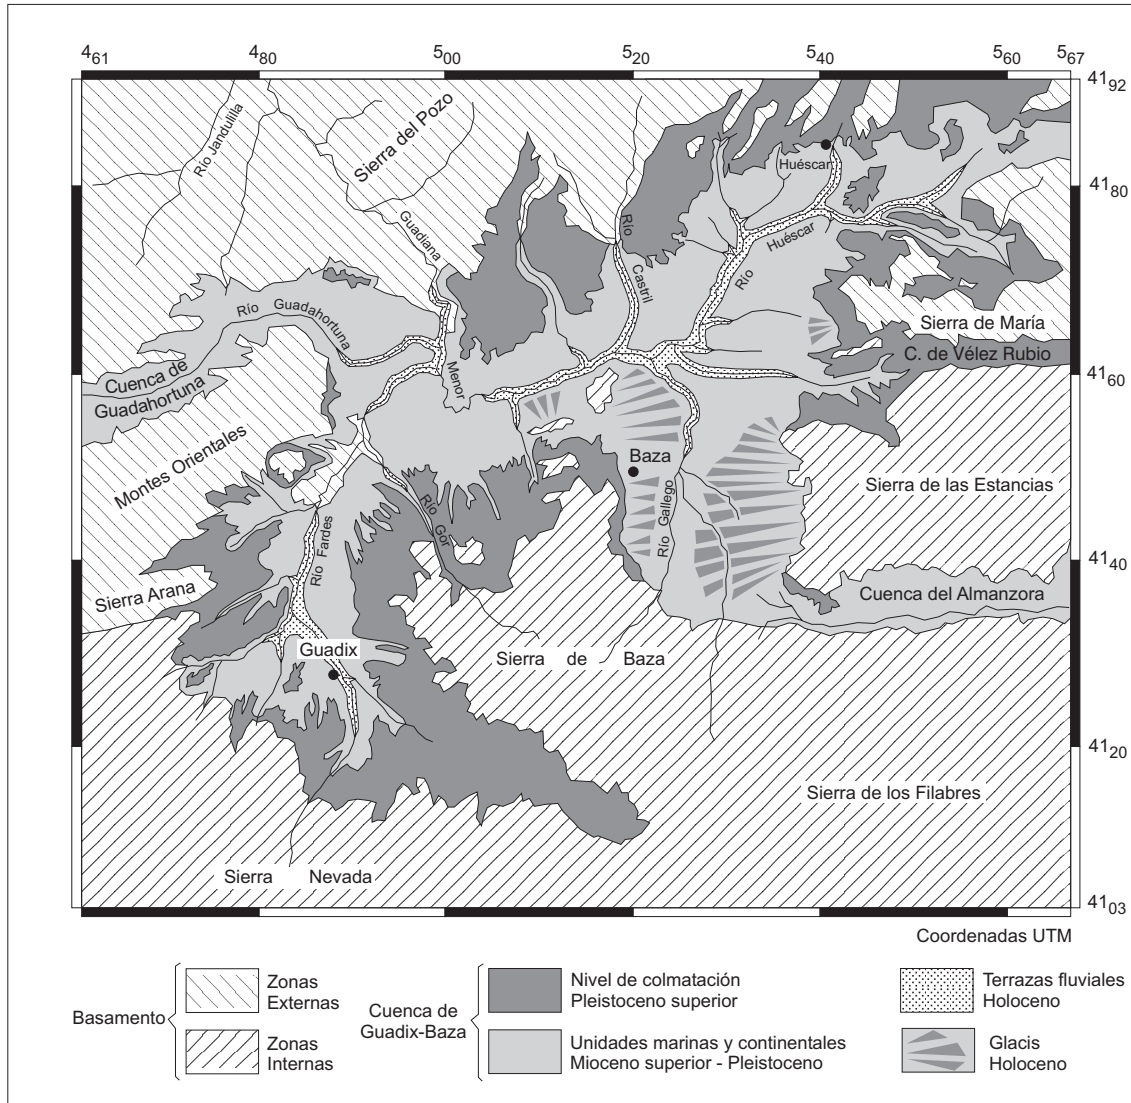 461
480
500
520
540
560
567
4192
4180
4160
4140
4120
4103
Río Jandulilla
Sierra del Pozo
Guadiana
Menor
Río
Castril
Huéscar
Río
Huéscar
Río Guadahortuna
Cuenca de
Guadahortuna
Sierra de María
C. de Vélez Rubio
Montes Orientales
Baza
Sierra de las Estancias
Río Gor
Río Gallego
Río Fardes
Sierra Arana
Cuenca del Almanzora
Guadix
Sierra de Baza
Sierra de los Filabres
Sierra Nevada
Coordenadas UTM
Basamento
Zonas
Externas
Zonas
Internas
Cuenca de
Guadix-Baza
Nivel de colmatación
Pleistoceno superior
Unidades marinas y continentales
Mioceno superior - Pleistoceno
Terrazas fluviales
Holoceno
Glacis
Holoceno